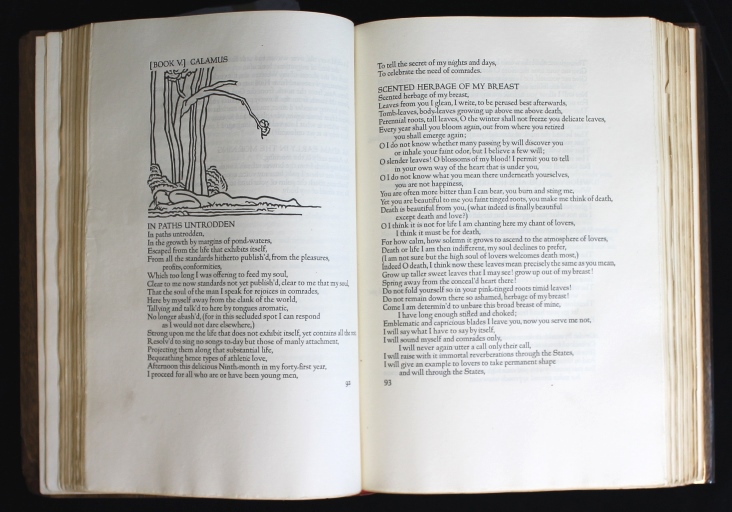 [BOOK V.] CALAMUS
IN PATHS UNTRODDEN
In paths untrodden,
In the growth by margins of pond-waters,
Escaped from the life that exhibits itself,
From all the standards hitherto publish'd, from the pleasures,
profits, conformities,
Which too long I was offering to feed my soul,
Clear to me now standards not yet publish'd, clear to me that my soul,
That the soul of the man I speak for rejoices in comrades,
Here by myself away from the clank of the world,
Tallying and talk'd to here by tongues aromatic,
No longer abash'd, (for in this secluded spot I can respond
as I would not dare elsewhere,)
Strong upon me the life that does not exhibit itself, yet contains all the rest,
Resolv'd to sing no songs to-day but those of manly attachment,
Projecting them along that substantial life,
Bequeathing hence types of athletic love,
Afternoon this delicious Ninth-month in my forty-first year,
I proceed for all who are or have been young men,
92
To tell the secret of my nights and days,
To celebrate the need of comrades.
SCENTED HERBAGE OF MY BREAST
Scented herbage of my breast,
Leaves from you I glean, I write, to be perused best afterwards,
Tomb-leaves, body-leaves growing up above me above death,
Perennial roots, tall leaves, O the winter shall not freeze you delicate leaves,
Every year shall you bloom again, out from where you retired
you shall emerge again;
O I do not know whether many passing by will discover you
or inhale your faint odor, but I believe a few will;
O slender leaves! O blossoms of my blood! I permit you to tell
in your own way of the heart that is under you,
O I do not know what you mean there underneath yourselves,
you are not happiness,
You are often more bitter than I can bear, you burn and sting me,
Yet you are beautiful to me you faint tinged roots, you make me think of death,
Death is beautiful from you, (what indeed is finally beautiful
except death and love?)
O I think it is not for life I am chanting here my chant of lovers,
I think it must be for death,
For how calm, how solemn it grows to ascend to the atmosphere of lovers,
Death or life I am then indifferent, my soul declines to prefer,
(I am not sure but the high soul of lovers welcomes death most,)
Indeed O death, I think now these leaves mean precisely the same as you mean,
Grow up taller sweet leaves that I may see! grow up out of my breast!
Spring away from the conceal'd heart there!
Do not fold yourself so in your pink-tinged roots timid leaves!
Do not remain down there so ashamed, herbage of my breast!
Come I am determin'd to unbare this broad breast of mine,
I have long enough stifled and choked;
Emblematic and capricious blades I leave you, now you serve me not,
I will say what I have to say by itself,
I will sound myself and comrades only,
I will never again utter a call only their call,
I will raise with it immortal reverberations through the States,
I will give an example to lovers to take permanent shape
and will through the States,
93